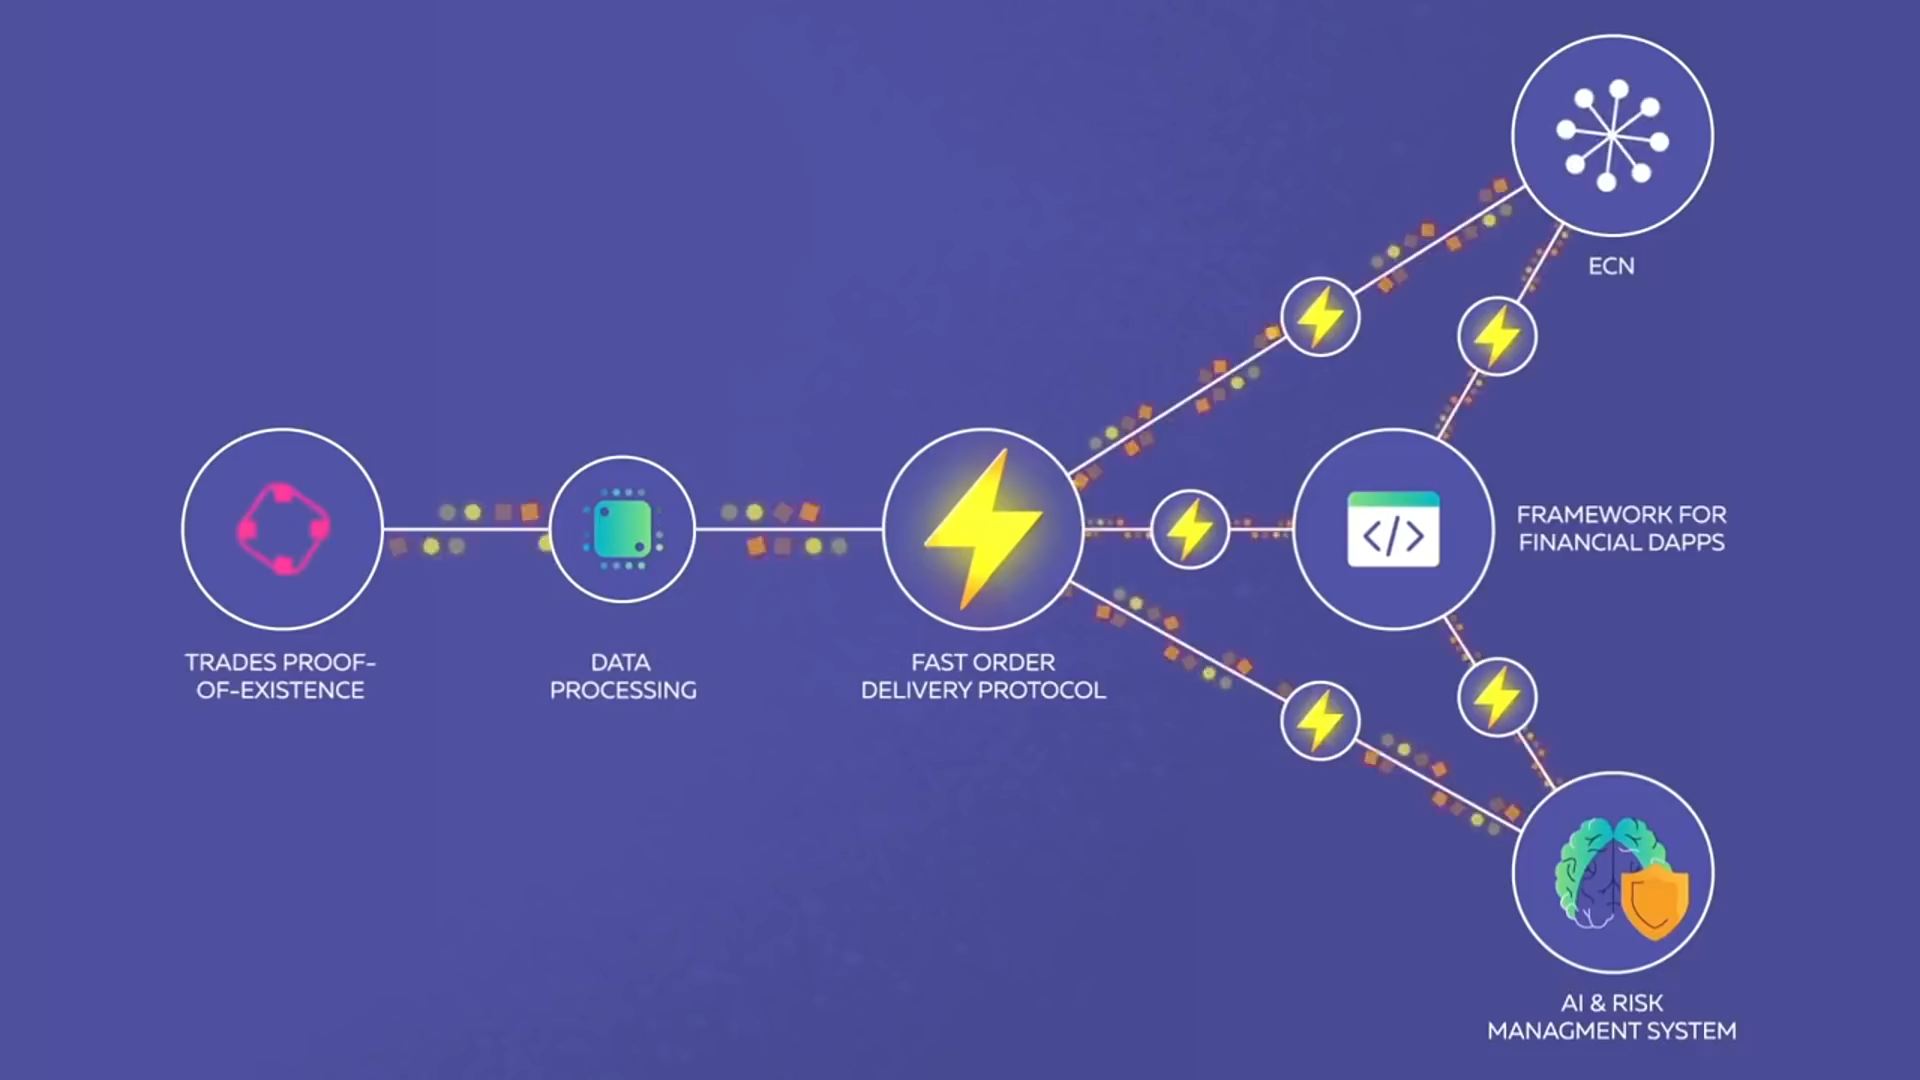 ECN
FRAMEWORK FOR
FINANCIAL DAPPS
</>
TRADES PROOF-
OF-EXISTENCE
DATA
PROCESSING
FAST ORDER
DELIVERY PROTOCOL
AI & RISK
MANAGMENT SYSTEM